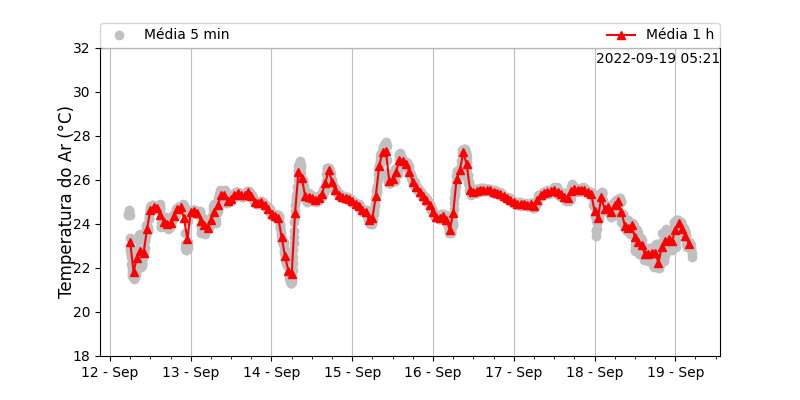 Média 5 min
Média 1 h
2022-09-19 05:21
Temperatura do Ar (°C)
32
30
28
26
24
22
20
18
12 - Sep
13 - Sep
14 - Sep
15 - Sep
16 - Sep
17 - Sep
18 - Sep
19 - Sep